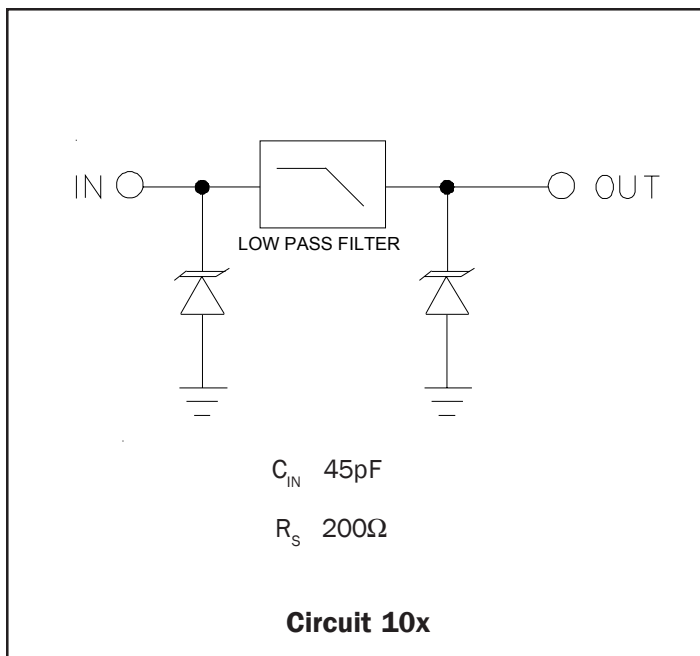 IN OUT
LOW PASS FILTER
C_IN 45pF
R_S 200Ω
Circuit 10x